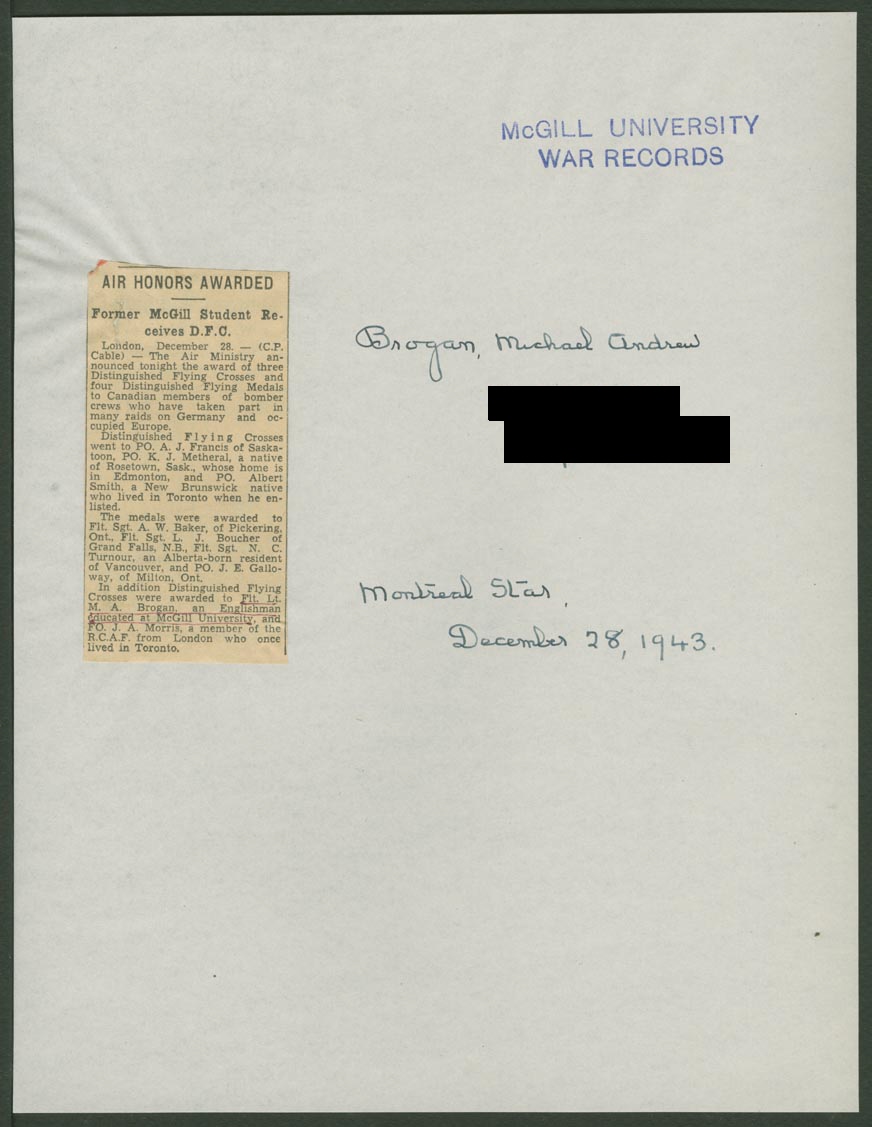 McGILL UNIVERSITY
WAR RECORDS
AIR HONORS AWARDED
Former McGill Student Re-
ceives D.F.C.
London, December 28. — (C.P.
Cable) — The Air Ministry an-
nounced tonight the award of three
Distinguished Flying Crosses and
four Distinguished Flying Medals
to Canadian members of bomber
crews who have taken part in
many raids on Germany and oc-
cupied Europe.
Distinguished Flying Crosses
went to PO. A. J. Francis of Saska-
toon, PO. K. J. Metheral, a native
of Rosetown, Sask., whose home is
in Edmonton, and PO. Albert
Smith, a New Brunswick native
who lived in Toronto when he en-
listed.
The medals were awarded to
Flt. Sgt. A. W. Baker, of Pickering,
Ont., Flt. Sgt. L. J. Boucher of
Grand Falls, N.B., Flt. Sgt. N. C.
Turnour, an Alberta-born resident
of Vancouver, and PO. J. E. Gallo-
way, of Milton, Ont.
In addition Distinguished Flying
Crosses were awarded to Flt. Lt.
M. A. Brogan, an Englishman
educated at McGill University, and
FO. J. A. Morris, a member of the
R.C.A.F. from London who once
lived in Toronto.
Brogan, Michael Andrew
Montreal Star,
December 28, 1943.